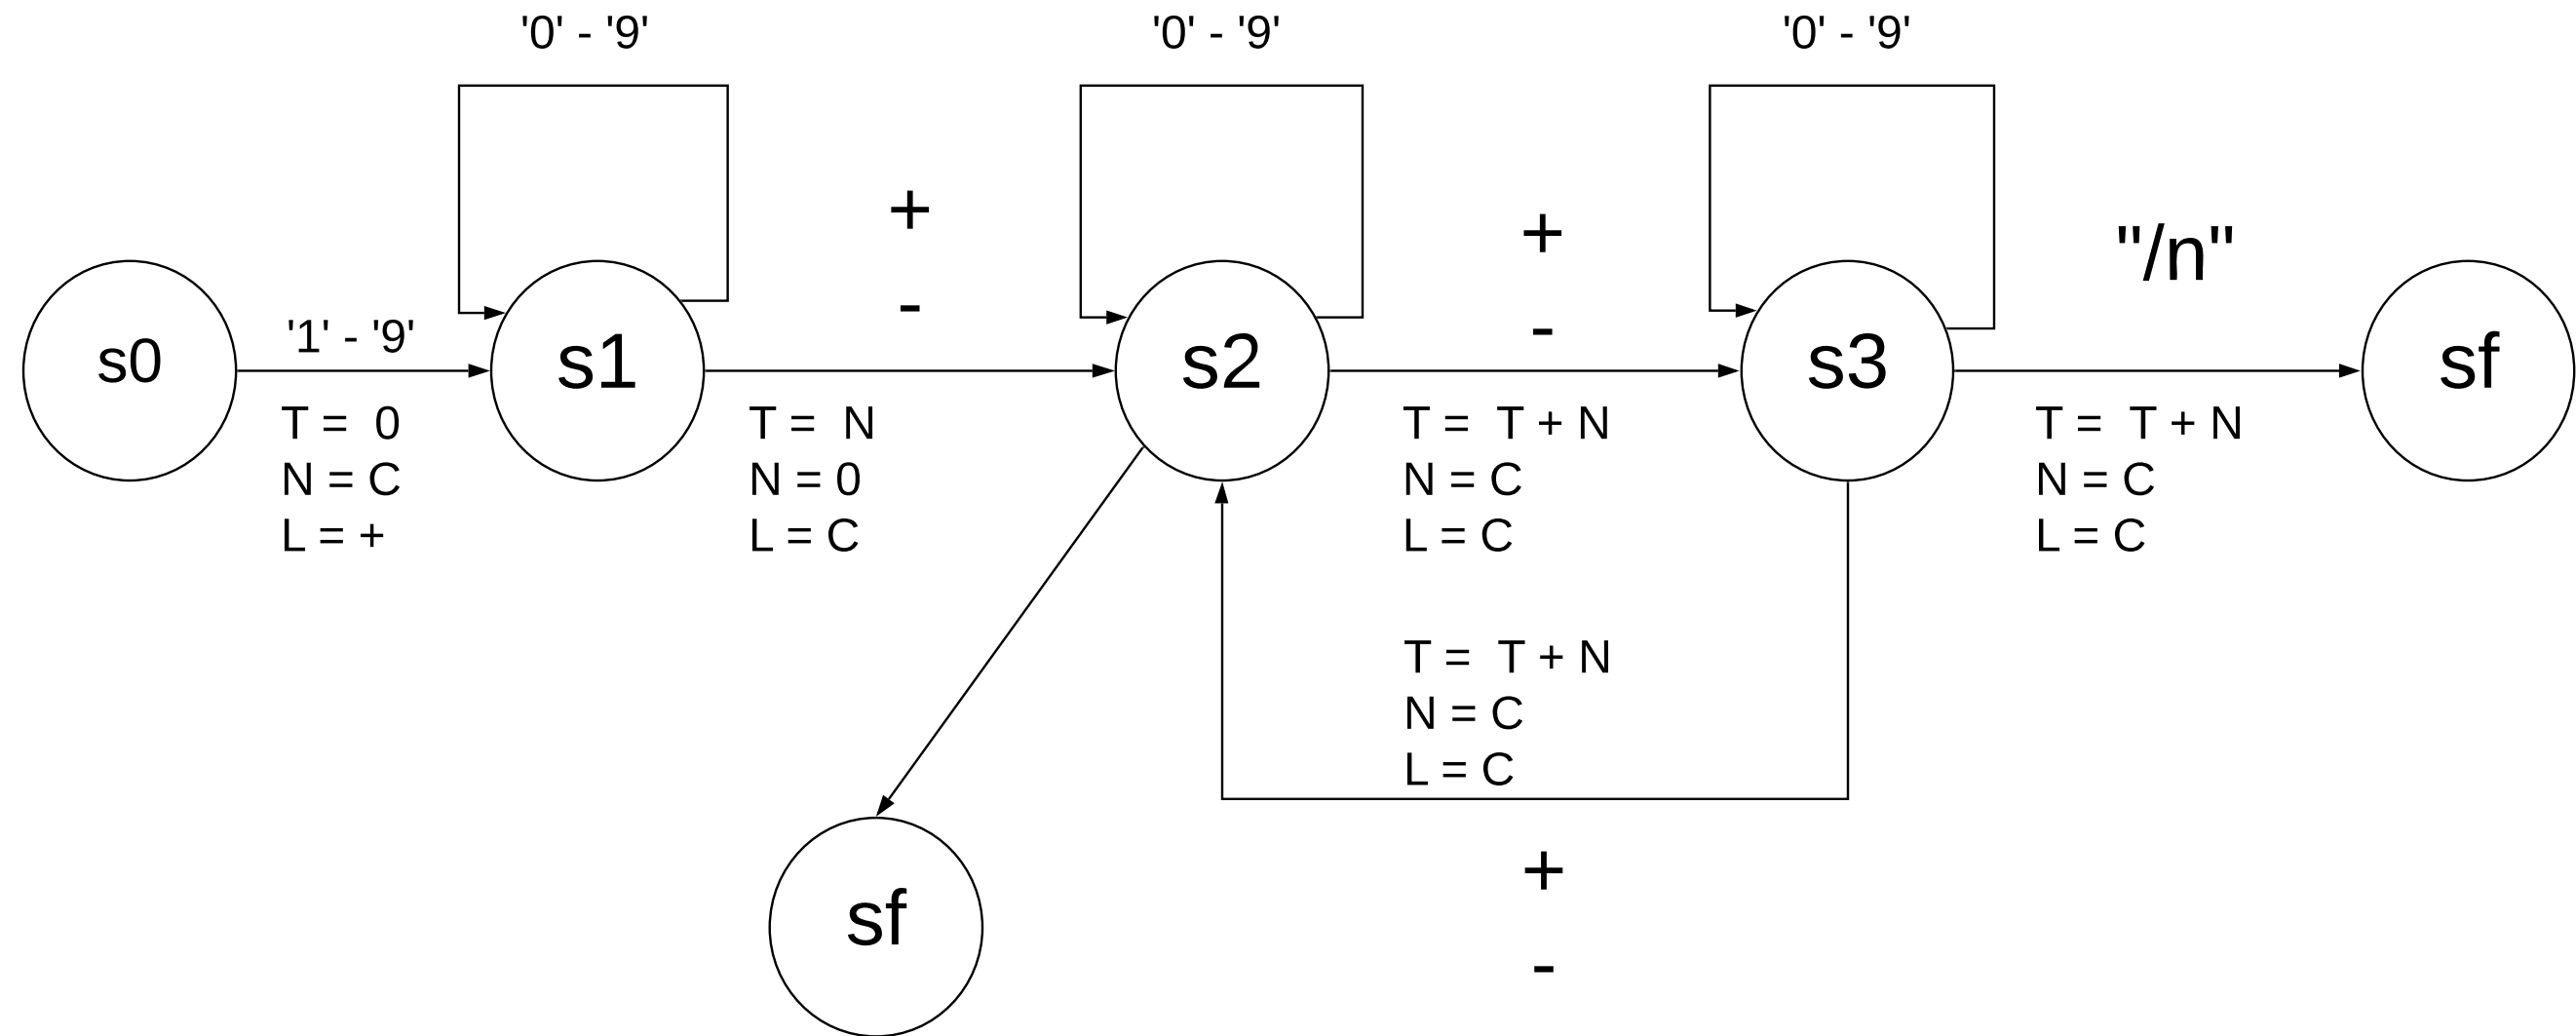 '0' - '9'
'0' - '9'
'0' - '9'
+
-
+
-
"/n"
s0
'1' - '9'
s1
s2
s3
sf
T = 0
N = C
L = +
T = N
N = 0
L = C
T = T + N
N = C
L = C
T = T + N
N = C
L = C
T = T + N
N = C
L = C
+
-
sf